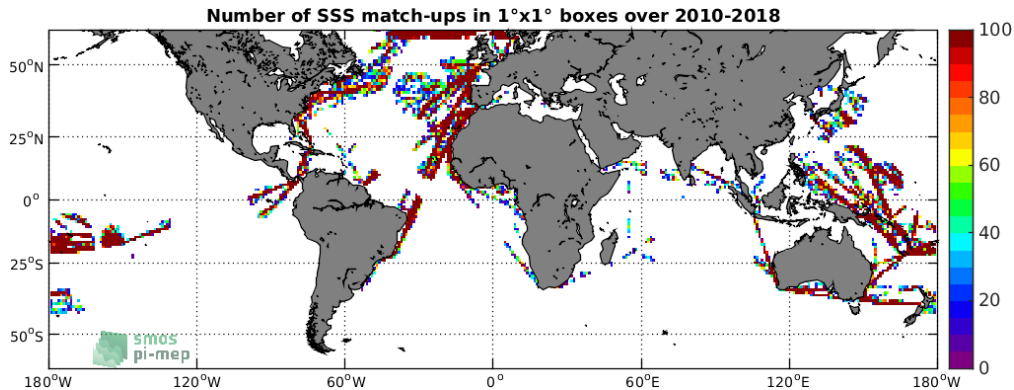 Number of SSS match-ups in 1°x1° boxes over 2010-2018
100
80
60
40
20
0
50°N
25°N
0°
25°S
50°S
smos
pi-mep
180°W 120°W 60°W 0° 60°E 120°E 180°E